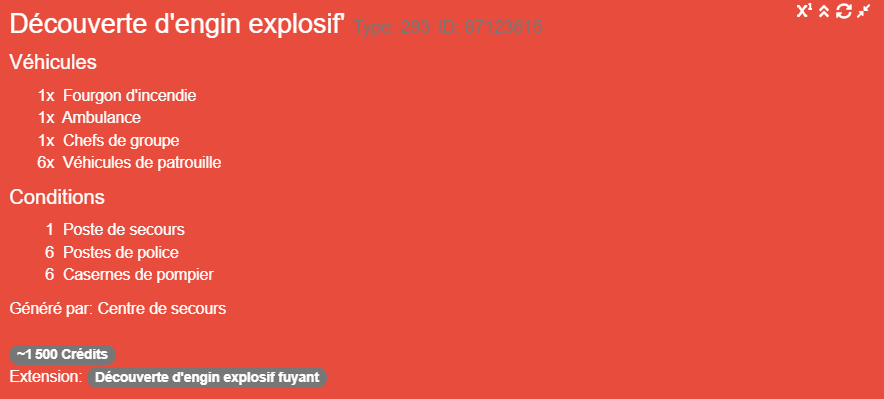 Découverte d'engin explosif' Type: 293 ID: 87123615
Véhicules
1x Fourgon d'incendie
1x Ambulance
1x Chefs de groupe
6x Véhicules de patrouille
Conditions
1 Poste de secours
6 Postes de police
6 Casernes de pompier
Généré par: Centre de secours
~1 500 Crédits
Extension: Découverte d'engin explosif fuyant